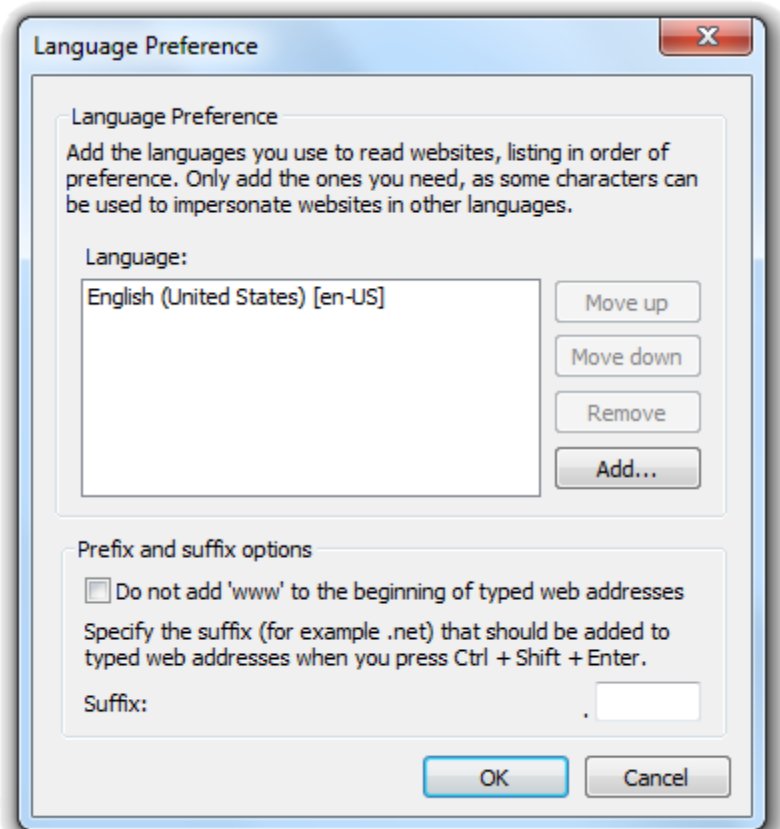 Language Preference
Language Preference
Add the languages you use to read websites, listing in order of
preference. Only add the ones you need, as some characters can
be used to impersonate websites in other languages.
Language:
English (United States) [en-US]
Move up
Move down
Remove
Add...
Prefix and suffix options
Do not add 'www' to the beginning of typed web addresses
Specify the suffix (for example .net) that should be added to
typed web addresses when you press Ctrl + Shift + Enter.
Suffix: .
OK Cancel